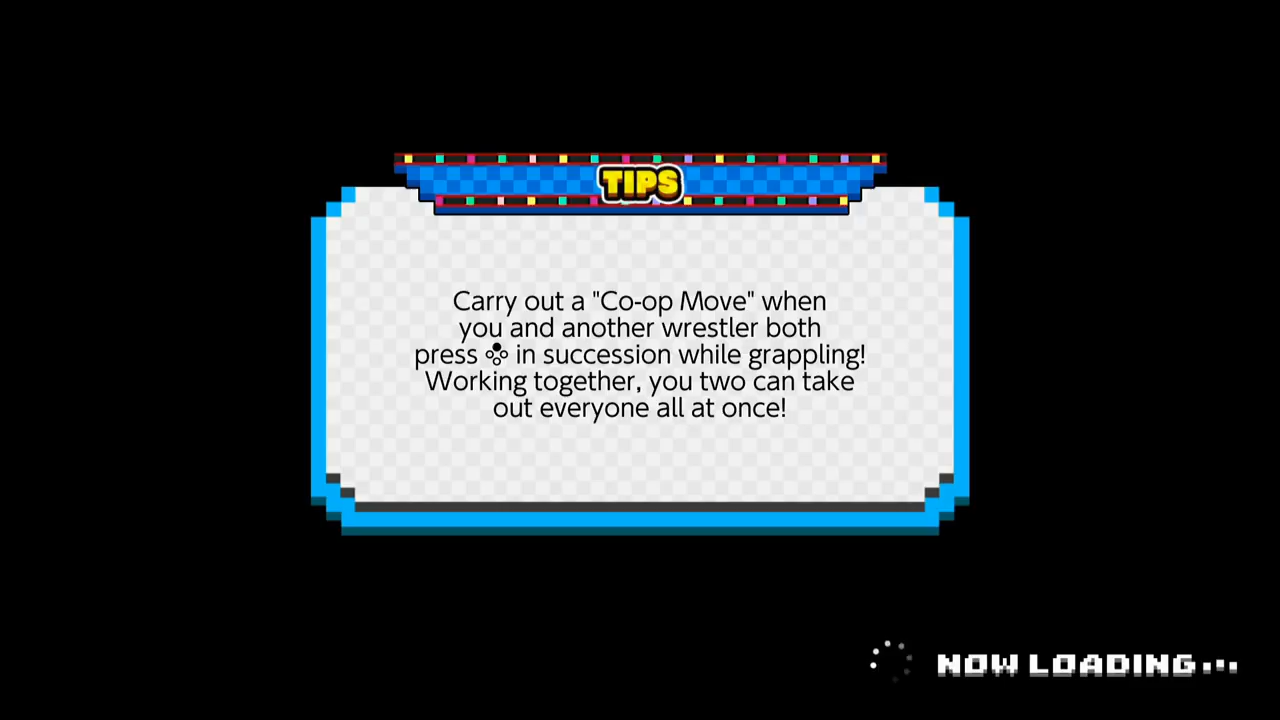 TIPS
Carry out a "Co-op Move" when
you and another wrestler both
press in succession while grappling!
Working together, you two can take
out everyone all at once!
NOW LOADING...